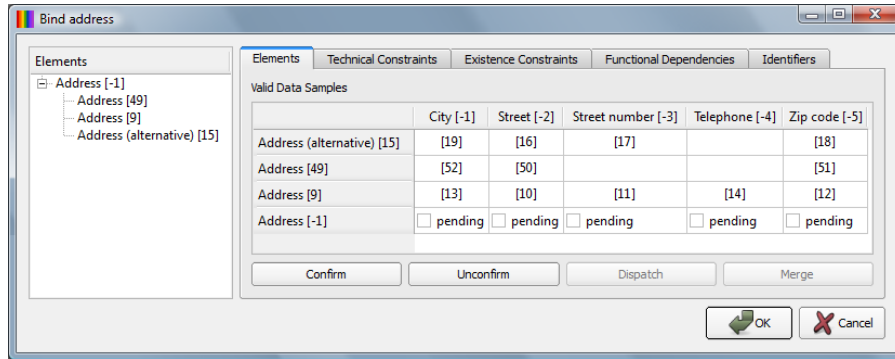 Bind address
Elements
Address [-1]
Address [49]
Address [9]
Address (alternative) [15]
Elements Technical Constraints Existence Constraints Functional Dependencies Identifiers
Valid Data Samples
City [-1] Street [-2] Street number [-3] Telephone [-4] Zip code [-5]
Address (alternative) [15] [19] [16] [17] [18]
Address [49] [52] [50] [51]
Address [9] [13] [10] [11] [14] [12]
Address [-1] pending pending pending pending pending
Confirm Unconfirm Dispatch Merge
OK Cancel